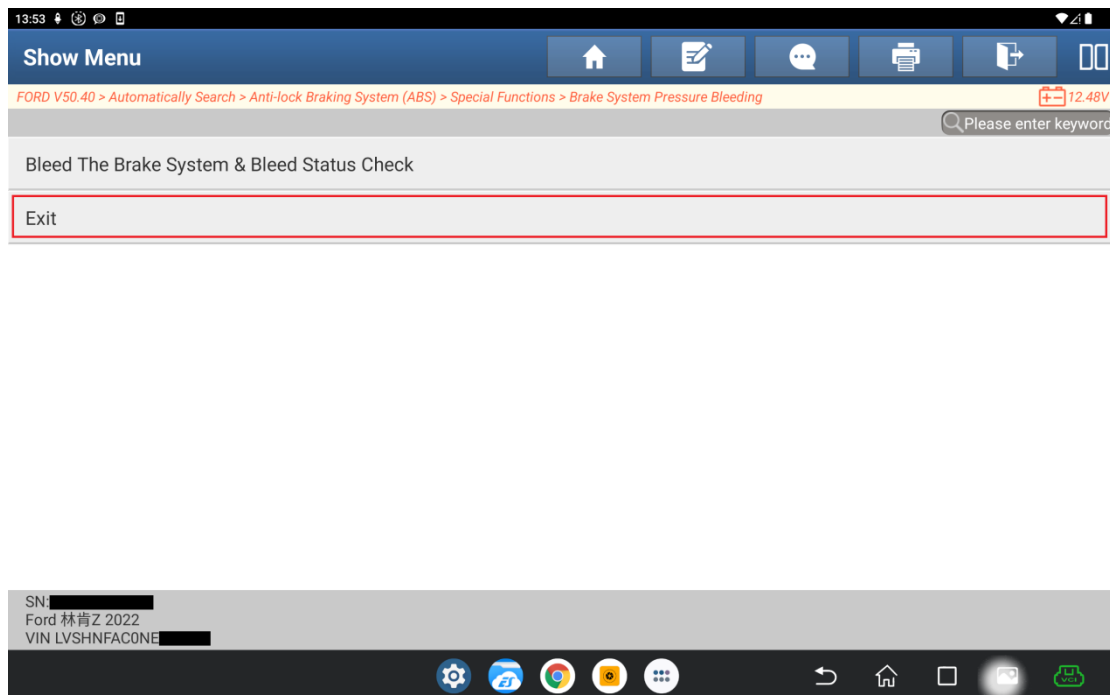 13:53
Show Menu
FORD V50.40 > Automatically Search > Anti-lock Braking System (ABS) > Special Functions > Brake System Pressure Bleeding
12.48V
Please enter keyword
Bleed The Brake System & Bleed Status Check
Exit
SN:
Ford 林肯Z 2022
VIN LVSHNFAC0NE
ES
VCI